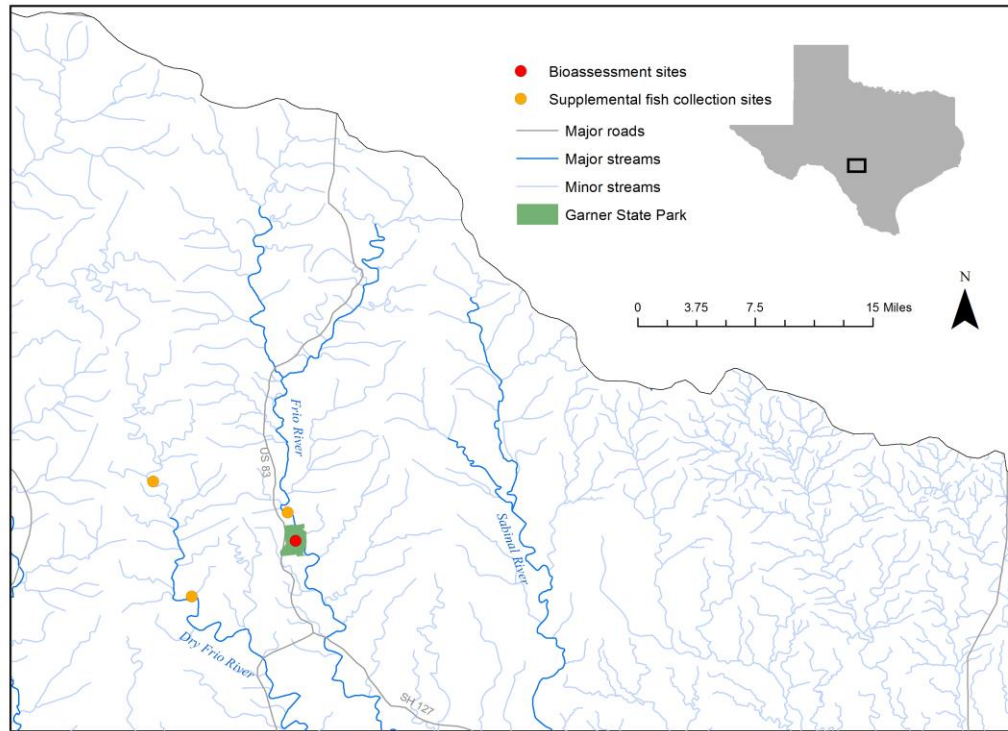 Bioassessment sites
Supplemental fish collection sites
Major roads
Major streams
Minor streams
Garner State Park
N
0 3.75 7.5 15 Miles
Frio River
US 83
Sabinal River
Dry Frio River
SH 127